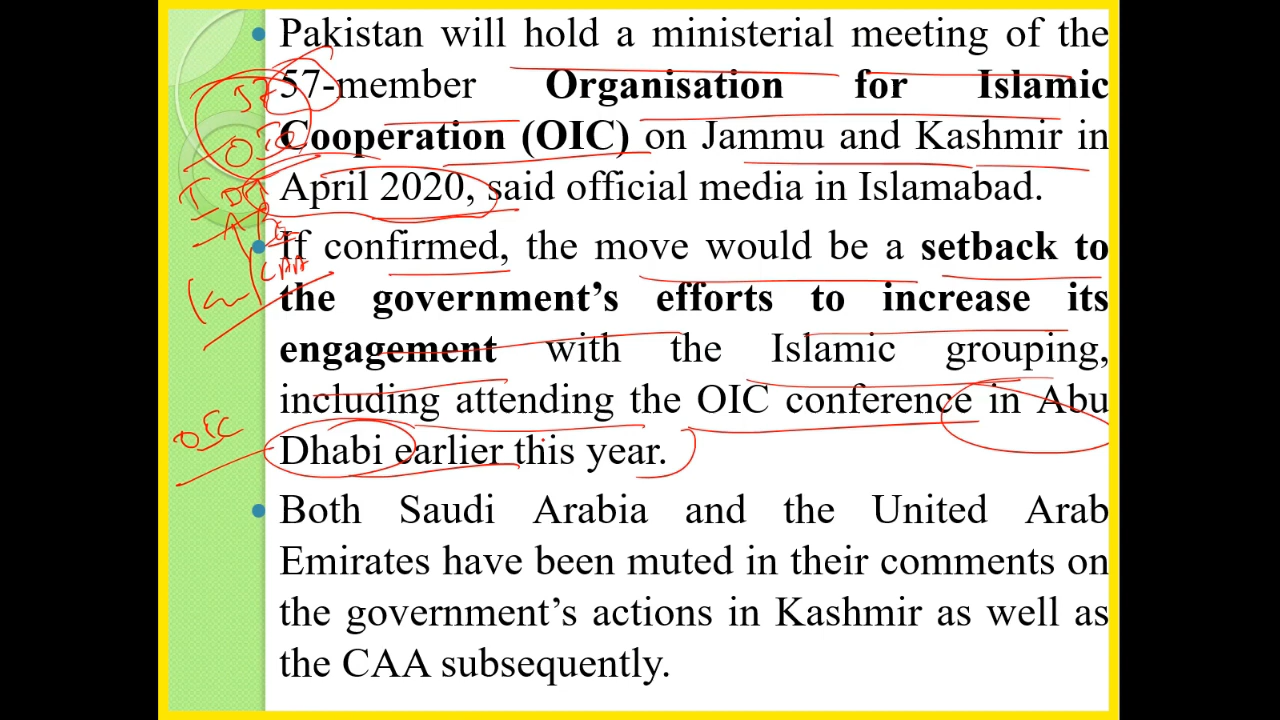 Pakistan will hold a ministerial meeting of the
57-member Organisation for Islamic
Cooperation (OIC) on Jammu and Kashmir in
April 2020, said official media in Islamabad.
If confirmed, the move would be a setback to
the government's efforts to increase its
engagement with the Islamic grouping,
including attending the OIC conference in Abu
Dhabi earlier this year.
Both Saudi Arabia and the United Arab
Emirates have been muted in their comments on
the government's actions in Kashmir as well as
the CAA subsequently.
57
OIC
CAA
OIC